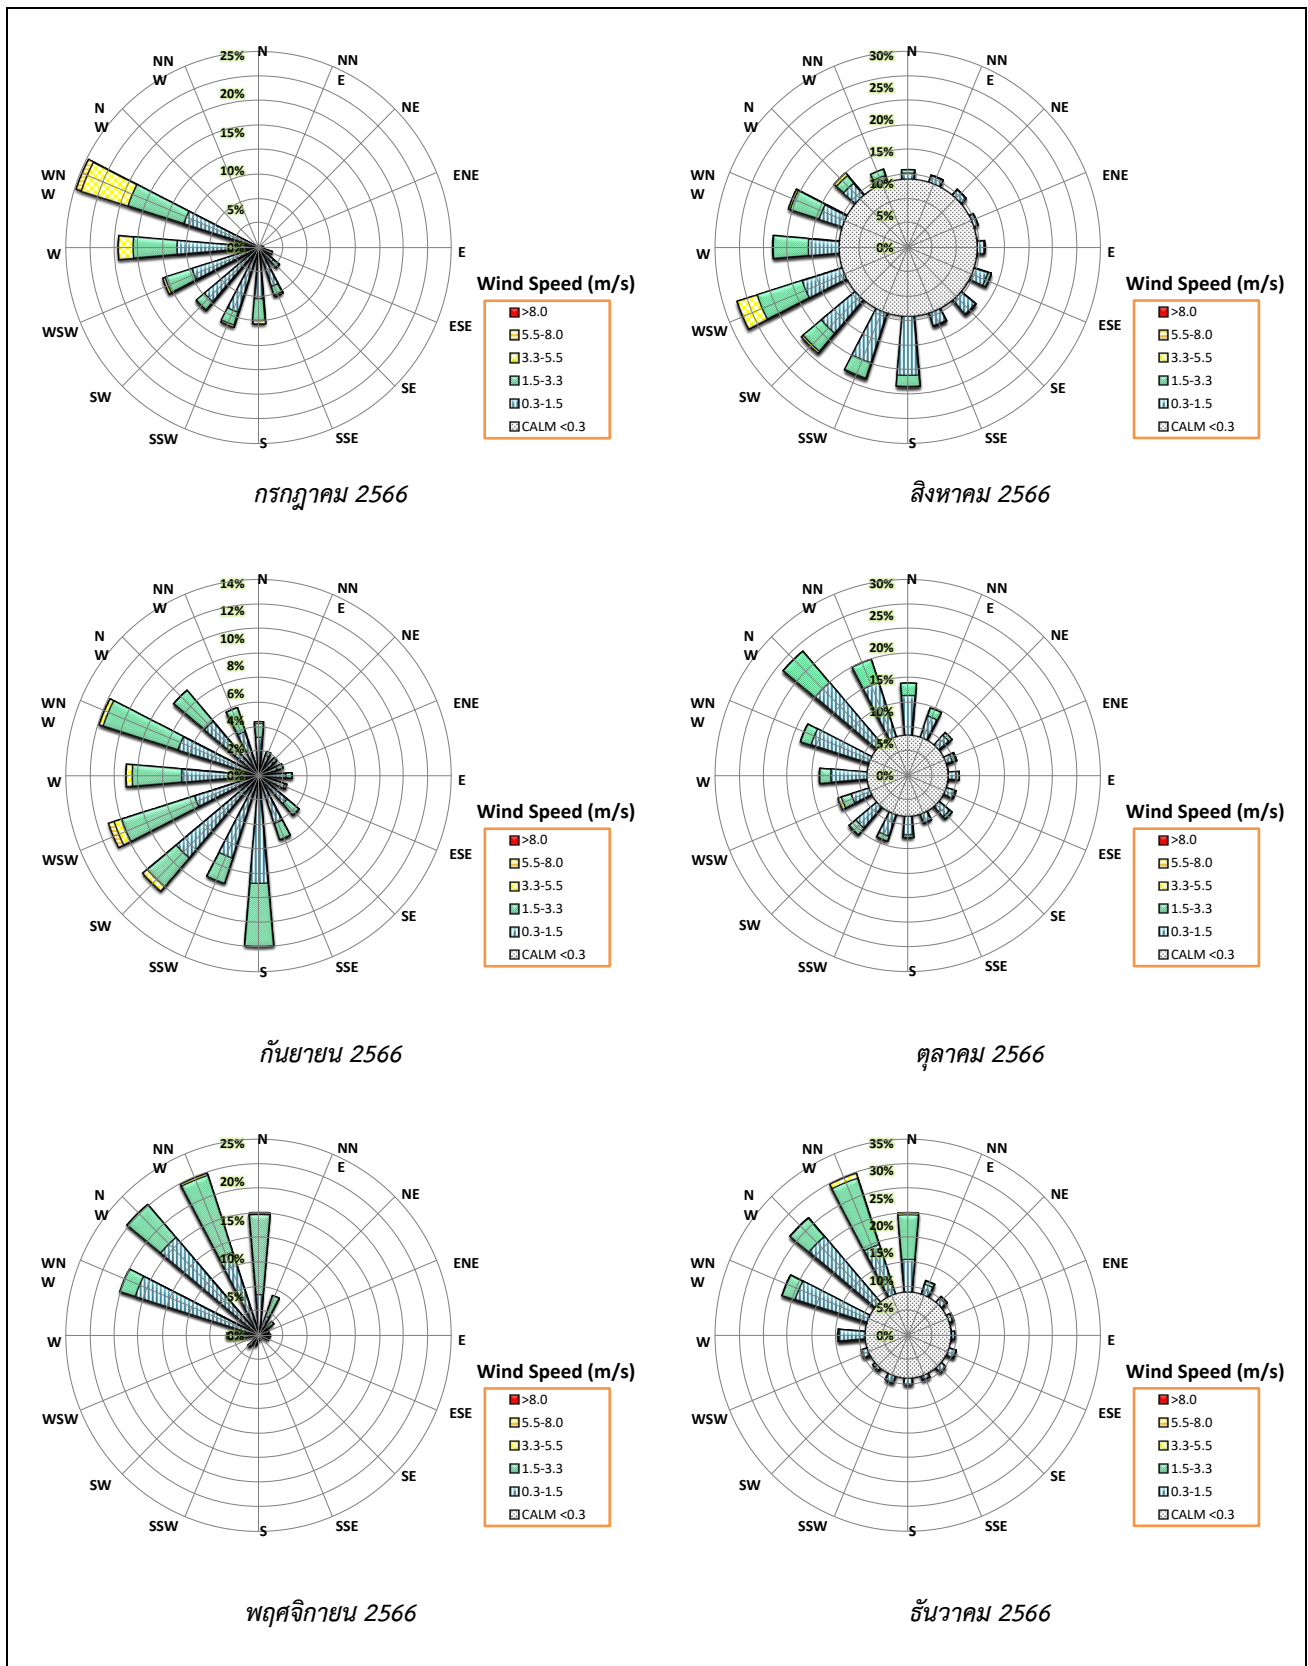 25%
N
NN
W
NN
E
20%
N
W
NE
15%
WN
W
10%
ENE
5%
W
0%
E
WSW
ESE
SW
SE
SSW
S
SSE
Wind Speed (m/s)
>8.0
5.5-8.0
3.3-5.5
1.5-3.3
0.3-1.5
CALM <0.3
กรกฎาคม 2566
30%
N
NN
W
NN
E
25%
N
W
NE
20%
15%
WN
W
10%
ENE
5%
W
0%
E
WSW
ESE
SW
SE
SSW
S
SSE
Wind Speed (m/s)
>8.0
5.5-8.0
3.3-5.5
1.5-3.3
0.3-1.5
CALM <0.3
สิงหาคม 2566
14%
N
NN
W
NN
E
12%
N
W
NE
10%
8%
WN
W
6%
ENE
4%
2%
W
0%
E
WSW
ESE
SW
SE
SSW
S
SSE
Wind Speed (m/s)
>8.0
5.5-8.0
3.3-5.5
1.5-3.3
0.3-1.5
CALM <0.3
กันยายน 2566
30%
N
NN
W
NN
E
25%
N
W
NE
20%
15%
WN
W
10%
ENE
5%
W
0%
E
WSW
ESE
SW
SE
SSW
S
SSE
Wind Speed (m/s)
>8.0
5.5-8.0
3.3-5.5
1.5-3.3
0.3-1.5
CALM <0.3
ตุลาคม 2566
25%
N
NN
W
NN
E
20%
N
W
NE
15%
WN
W
10%
ENE
5%
W
0%
E
WSW
ESE
SW
SE
SSW
S
SSE
Wind Speed (m/s)
>8.0
5.5-8.0
3.3-5.5
1.5-3.3
0.3-1.5
CALM <0.3
พฤศจิกายน 2566
35%
N
NN
W
NN
E
30%
N
W
NE
25%
20%
15%
WN
W
10%
ENE
5%
W
0%
E
WSW
ESE
SW
SE
SSW
S
SSE
Wind Speed (m/s)
>8.0
5.5-8.0
3.3-5.5
1.5-3.3
0.3-1.5
CALM <0.3
ธันวาคม 2566